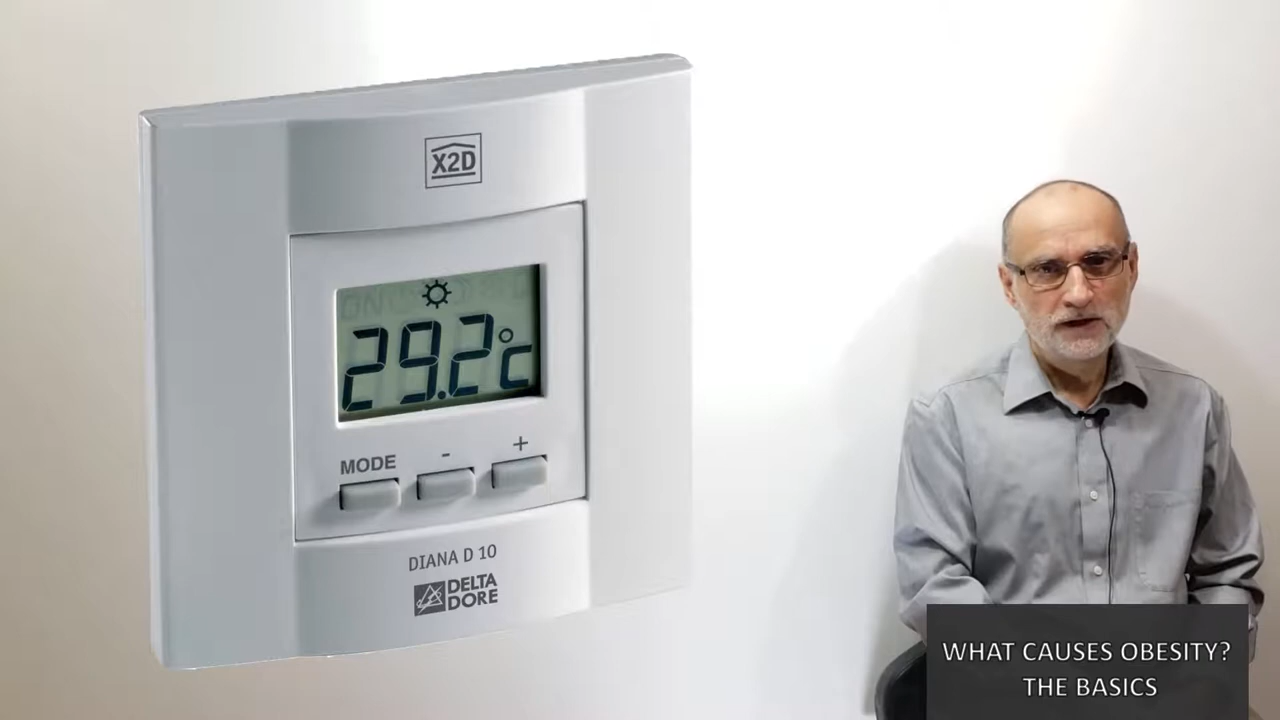 X2D
29.2°c
MODE
-
+
DIANA D 10
DELTA
DORE
WHAT CAUSES OBESITY?
THE BASICS